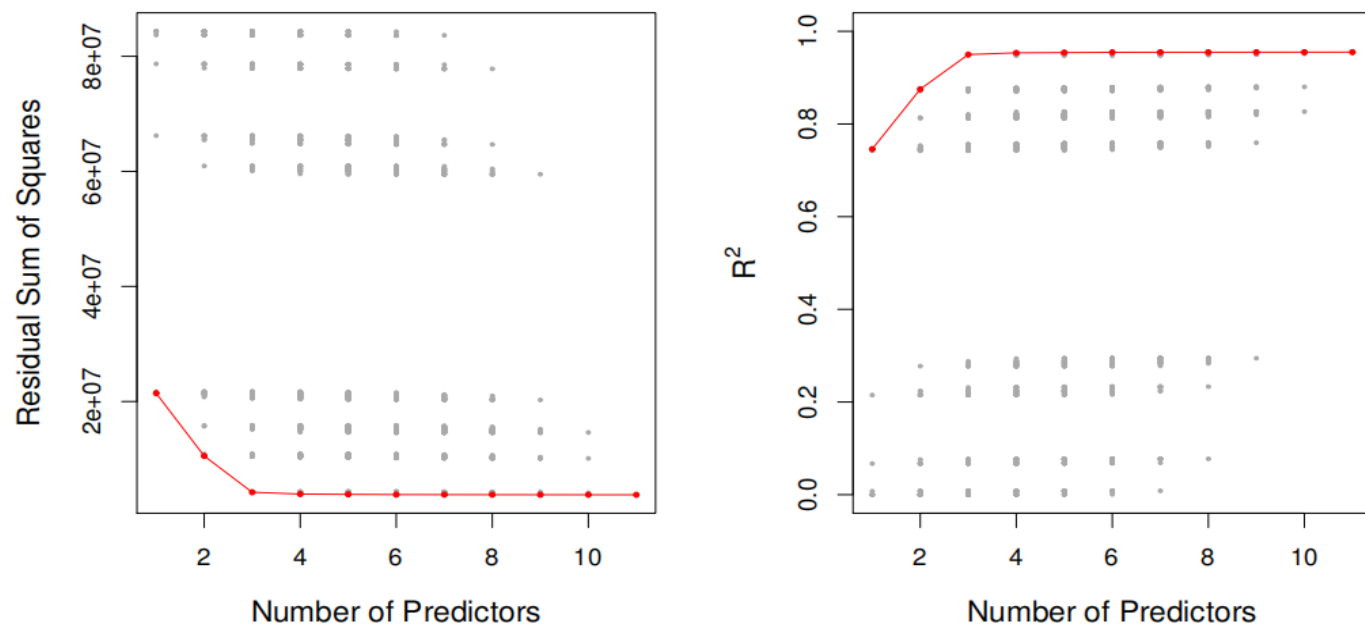 Residual Sum of Squares
8e+07
6e+07
4e+07
2e+07
2 4 6 8 10
Number of Predictors
R2
1.0
0.8
0.6
0.4
0.2
0.0
2 4 6 8 10
Number of Predictors